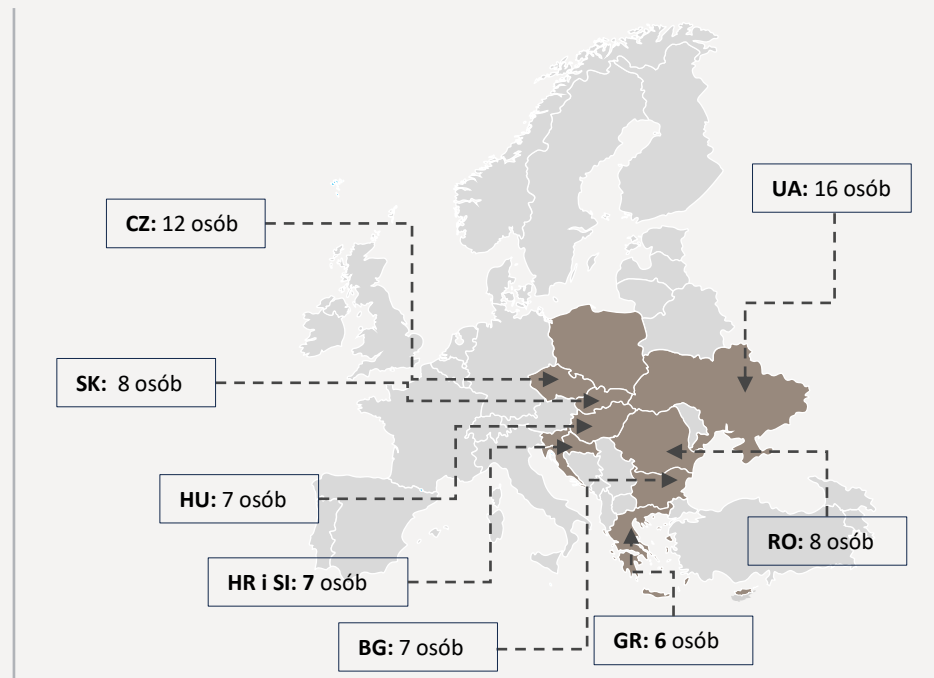 UA: 16 osób
CZ: 12 osób
SK: 8 osób
HU: 7 osób
RO: 8 osób
HR i SI: 7 osób
BG: 7 osób
GR: 6 osób